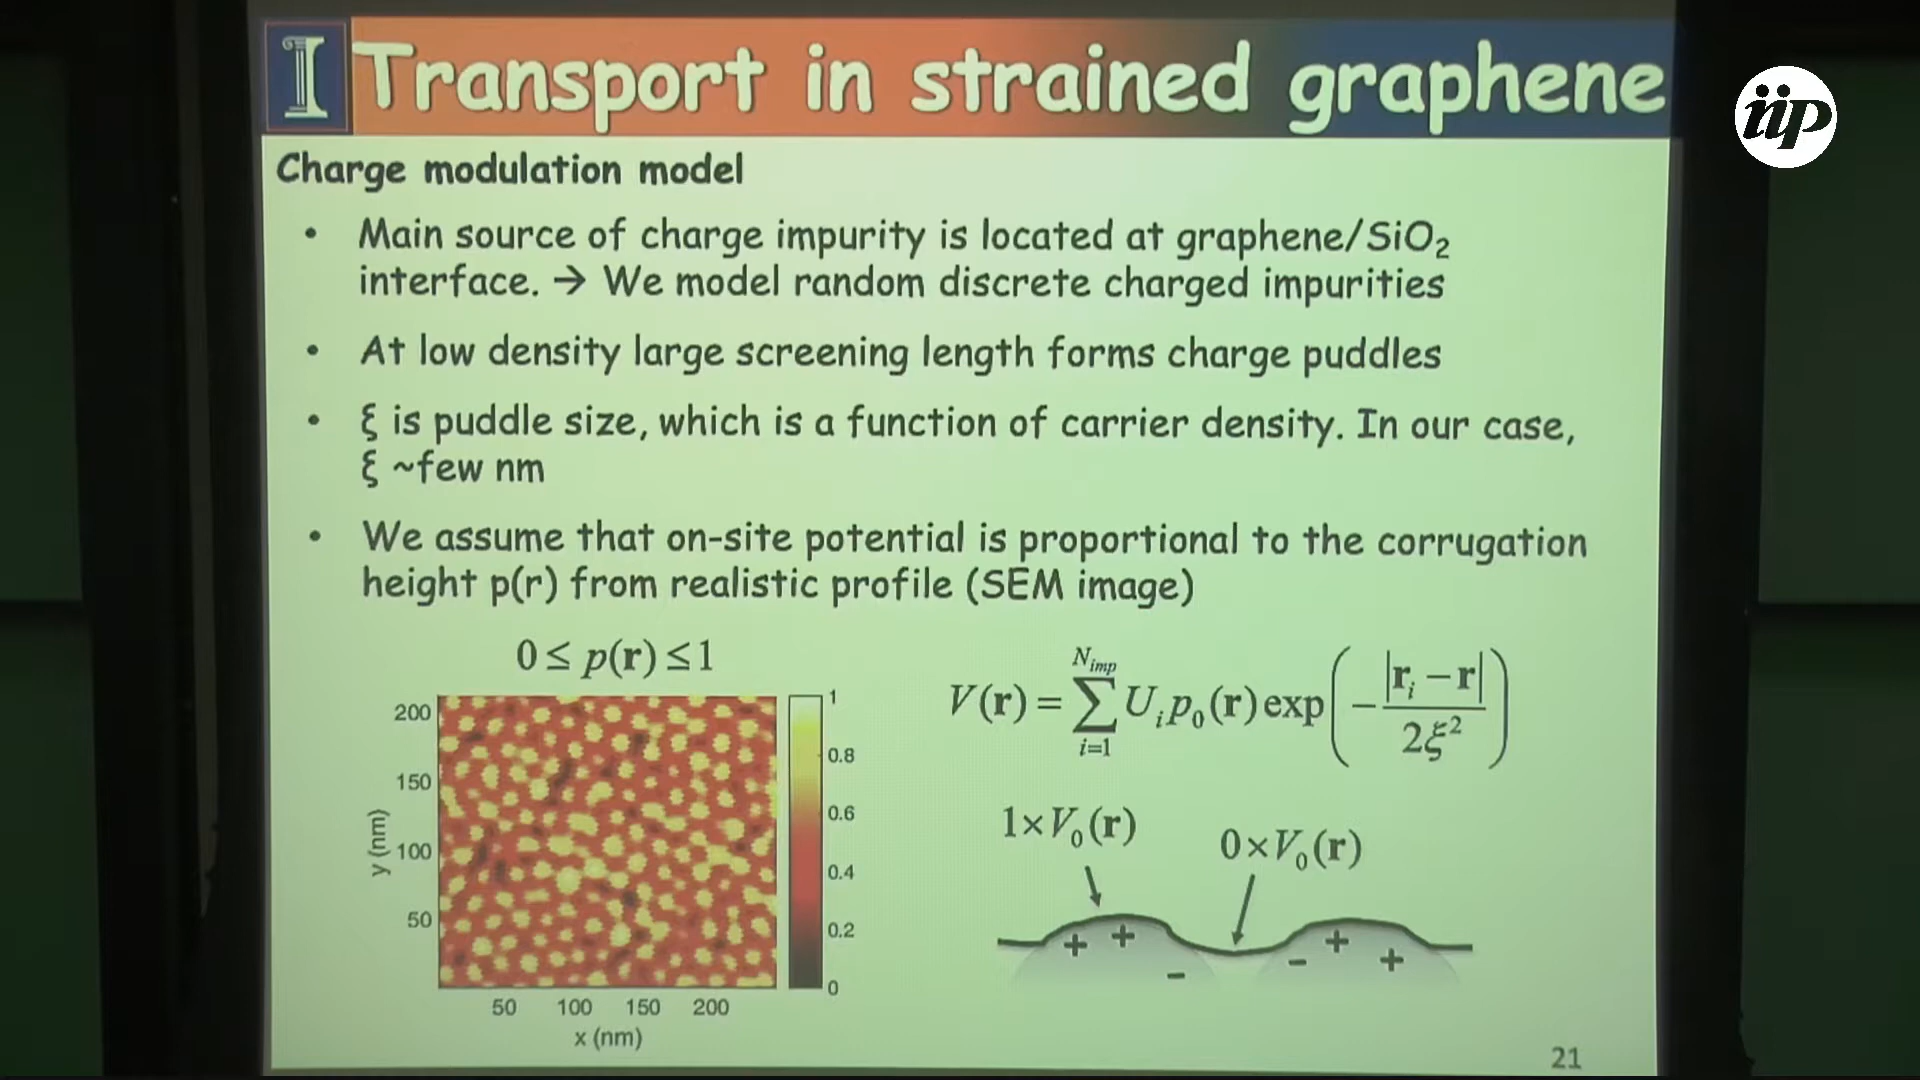 I Transport in strained graphene
iip
Charge modulation model
• Main source of charge impurity is located at graphene/SiO₂
interface. → We model random discrete charged impurities
• At low density large screening length forms charge puddles
• ξ is puddle size, which is a function of carrier density. In our case,
ξ ~few nm
• We assume that on-site potential is proportional to the corrugation
height p(r) from realistic profile (SEM image)
0 ≤ p(r) ≤ 1
V(r) = ∑_{i=1}^{N_{imp}} U_i p_0(r) exp(−|r_i − r| / 2ξ²)
200
150
100
50
y (nm)
50 100 150 200
x (nm)
1
0.8
0.6
0.4
0.2
0
1×V₀(r)
0×V₀(r)
+ + − − + +
21